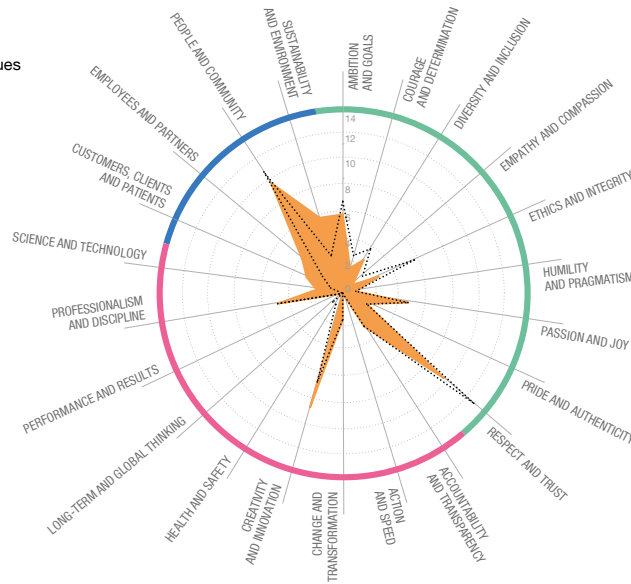 ues
AMBITION
AND GOALS
COURAGE
AND DETERMINATION
DIVERSITY AND INCLUSION
EMPATHY AND COMPASSION
ETHICS AND INTEGRITY
HUMILITY
AND PRAGMATISM
PASSION AND JOY
PRIDE AND AUTHENTICITY
RESPECT AND TRUST
ACCOUNTABILITY
AND TRANSPARENCY
ACTION
AND SPEED
CHANGE AND
TRANSFORMATION
CREATIVITY
AND INNOVATION
HEALTH AND SAFETY
LONG-TERM AND GLOBAL THINKING
PERFORMANCE AND RESULTS
PROFESSIONALISM
AND DISCIPLINE
SCIENCE AND TECHNOLOGY
CUSTOMERS, CLIENTS
AND PATIENTS
EMPLOYEES AND PARTNERS
PEOPLE AND COMMUNITY
SUSTAINABILITY
AND ENVIRONMENT
14
12
10
8